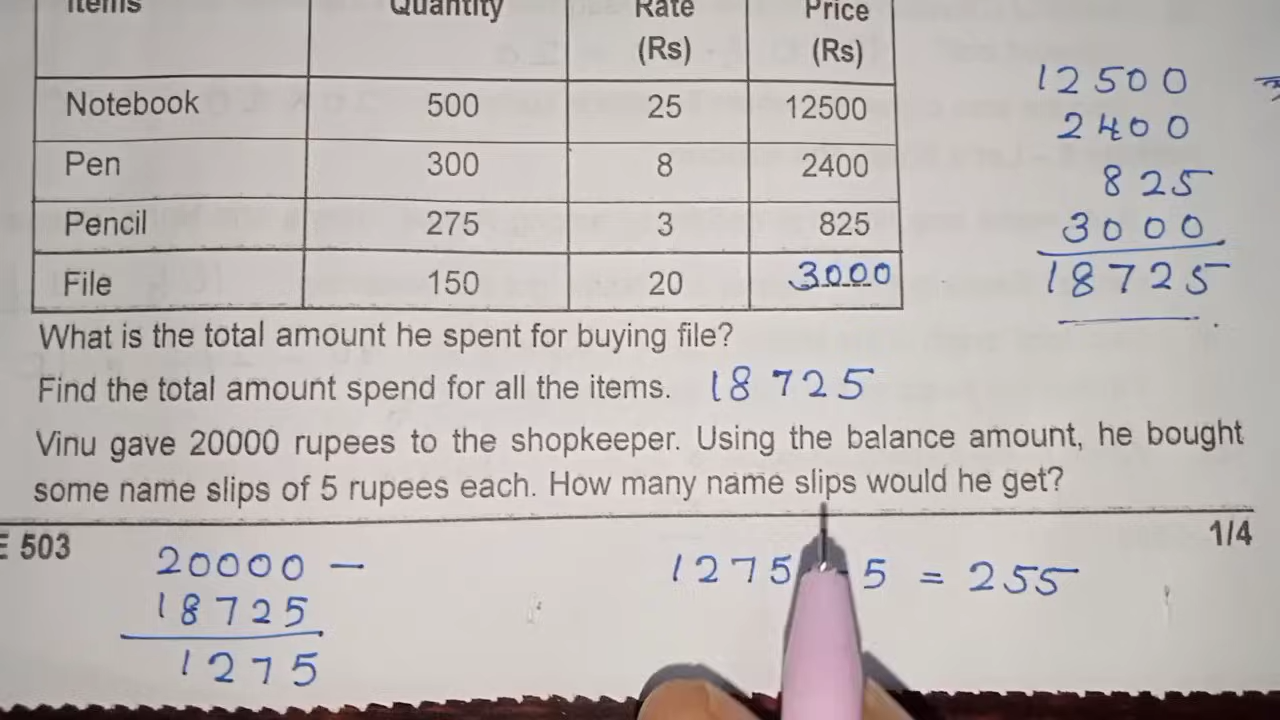 Items Quantity Rate (Rs) Price (Rs)
Notebook 500 25 12500
Pen 300 8 2400
Pencil 275 3 825
File 150 20 3000
12500
2400
825
3000
18725
What is the total amount he spent for buying file?
Find the total amount spend for all the items. 18725
Vinu gave 20000 rupees to the shopkeeper. Using the balance amount, he bought
some name slips of 5 rupees each. How many name slips would he get?
E 503 1/4
20000 –
18725
1275
1275 5 = 255